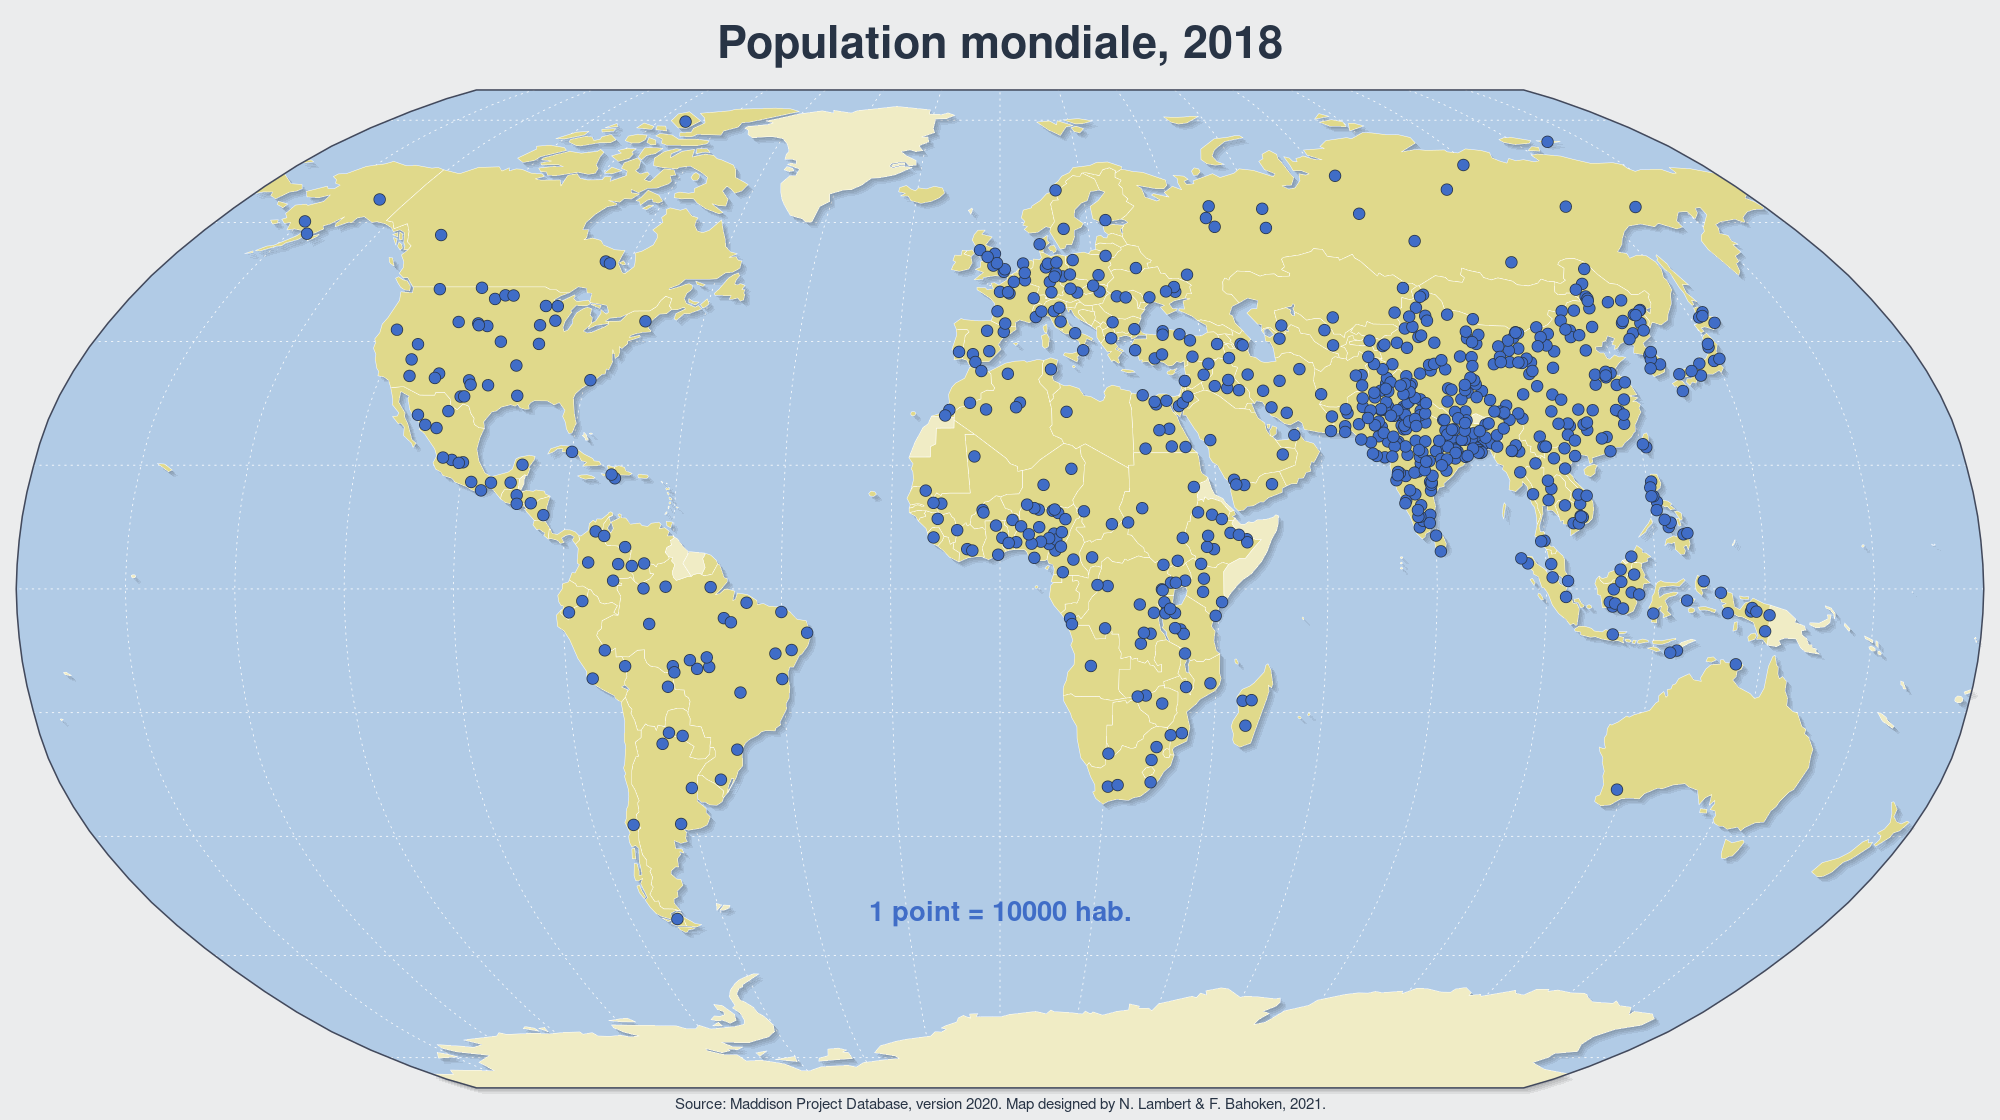 Population mondiale, 2018
1 point = 10000 hab.
Source: Maddison Project Database, version 2020. Map designed by N. Lambert & F. Bahoken, 2021.